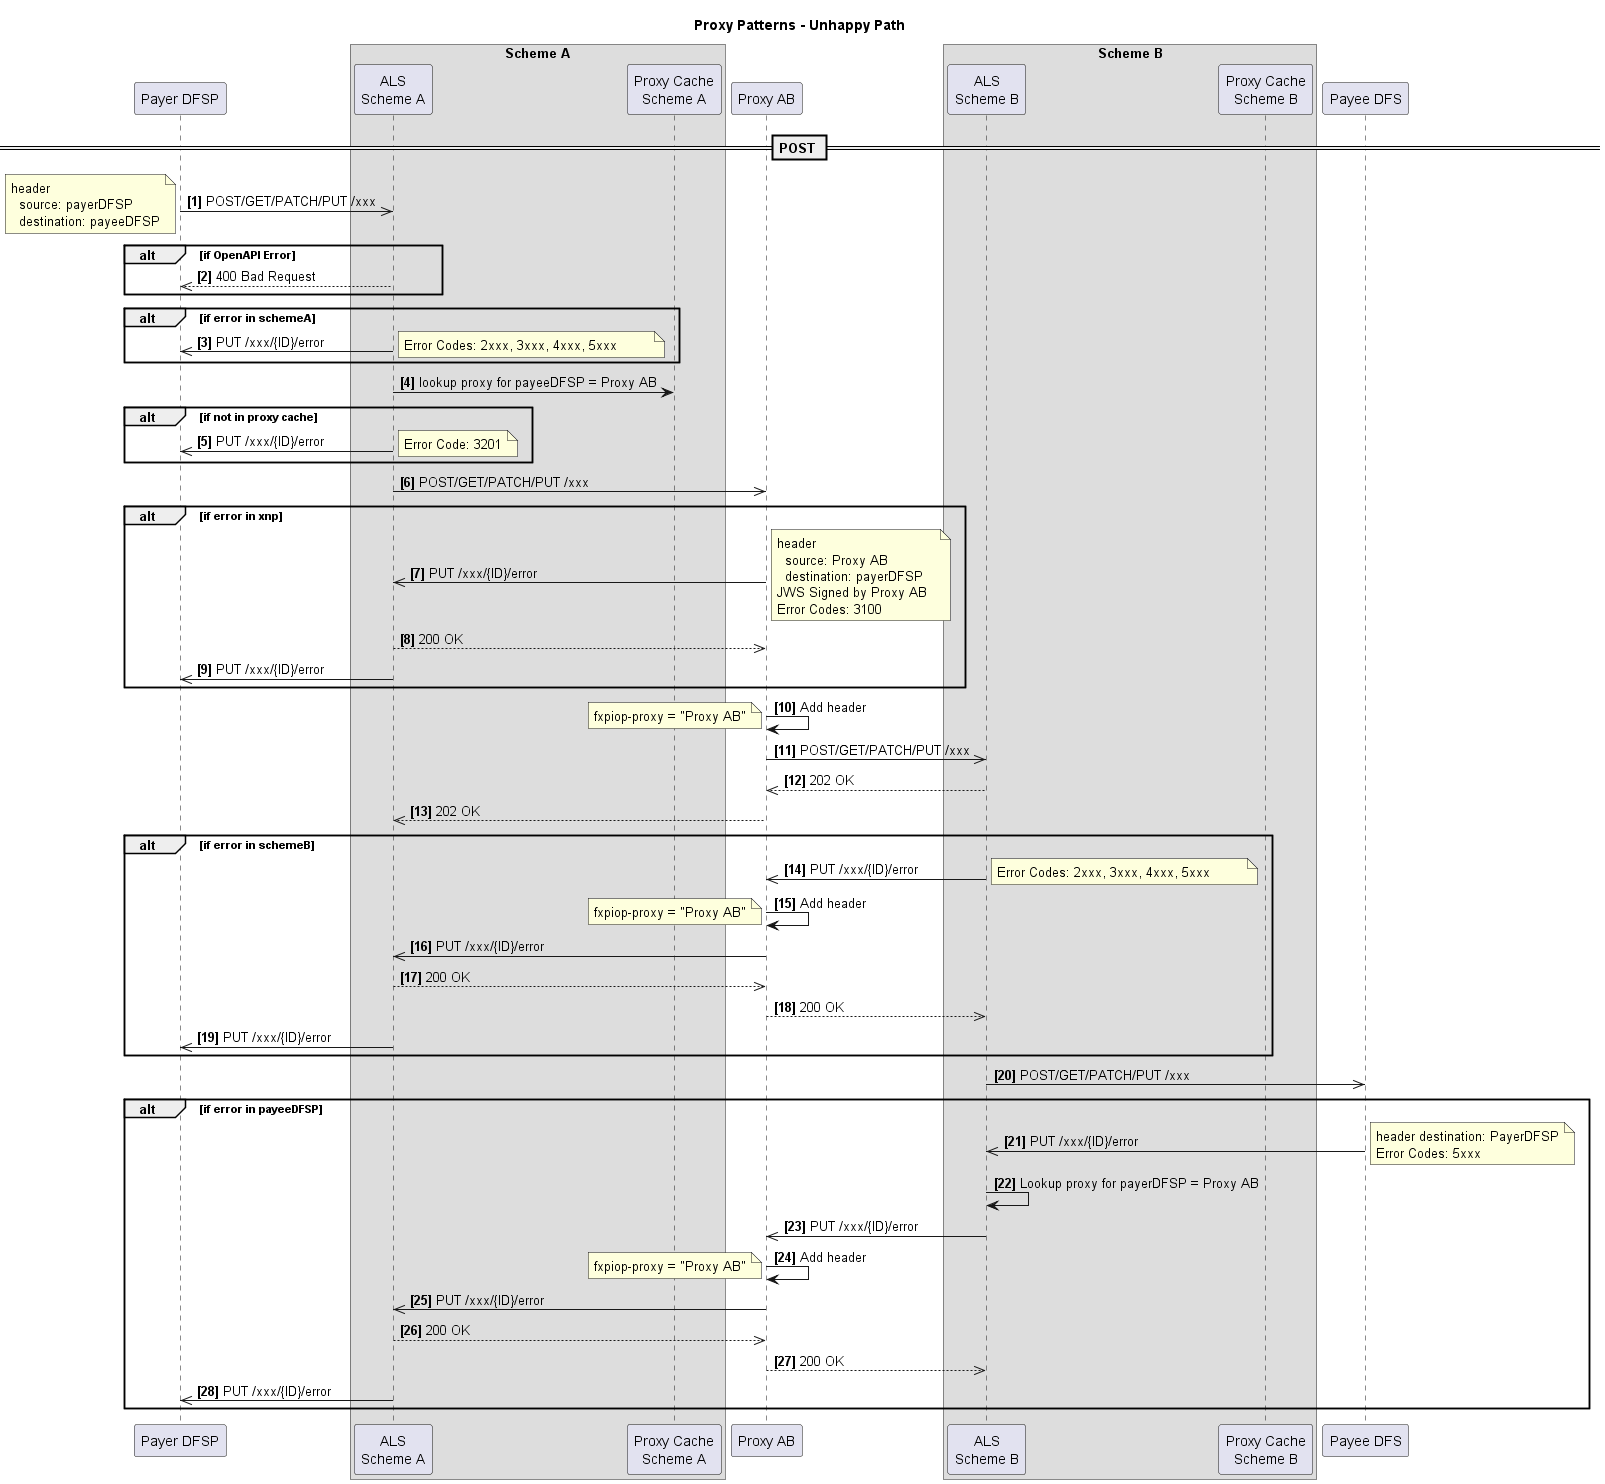 Proxy Patterns - Unhappy Path
Scheme A
Scheme B
Payer DFSP
ALS
Scheme A
Proxy Cache
Scheme A
Proxy AB
ALS
Scheme B
Proxy Cache
Scheme B
Payee DFS
POST
header
source: payerDFSP
destination: payeeDFSP
[1] POST/GET/PATCH/PUT /xxx
alt [if OpenAPI Error]
[2] 400 Bad Request
alt [if error in schemeA]
[3] PUT /xxx/{ID}/error
Error Codes: 2xxx, 3xxx, 4xxx, 5xxx
[4] lookup proxy for payeeDFSP = Proxy AB
alt [if not in proxy cache]
[5] PUT /xxx/{ID}/error
Error Code: 3201
[6] POST/GET/PATCH/PUT /xxx
alt [if error in xnp]
[7] PUT /xxx/{ID}/error
header
source: Proxy AB
destination: payerDFSP
JWS Signed by Proxy AB
Error Codes: 3100
[8] 200 OK
[9] PUT /xxx/{ID}/error
fxpiop-proxy = "Proxy AB"
[10] Add header
[11] POST/GET/PATCH/PUT /xxx
[12] 202 OK
[13] 202 OK
alt [if error in schemeB]
[14] PUT /xxx/{ID}/error
Error Codes: 2xxx, 3xxx, 4xxx, 5xxx
fxpiop-proxy = "Proxy AB"
[15] Add header
[16] PUT /xxx/{ID}/error
[17] 200 OK
[18] 200 OK
[19] PUT /xxx/{ID}/error
[20] POST/GET/PATCH/PUT /xxx
alt [if error in payeeDFSP]
[21] PUT /xxx/{ID}/error
header destination: PayerDFSP
Error Codes: 5xxx
[22] Lookup proxy for payerDFSP = Proxy AB
[23] PUT /xxx/{ID}/error
fxpiop-proxy = "Proxy AB"
[24] Add header
[25] PUT /xxx/{ID}/error
[26] 200 OK
[27] 200 OK
[28] PUT /xxx/{ID}/error
Payer DFSP
ALS
Scheme A
Proxy Cache
Scheme A
Proxy AB
ALS
Scheme B
Proxy Cache
Scheme B
Payee DFS